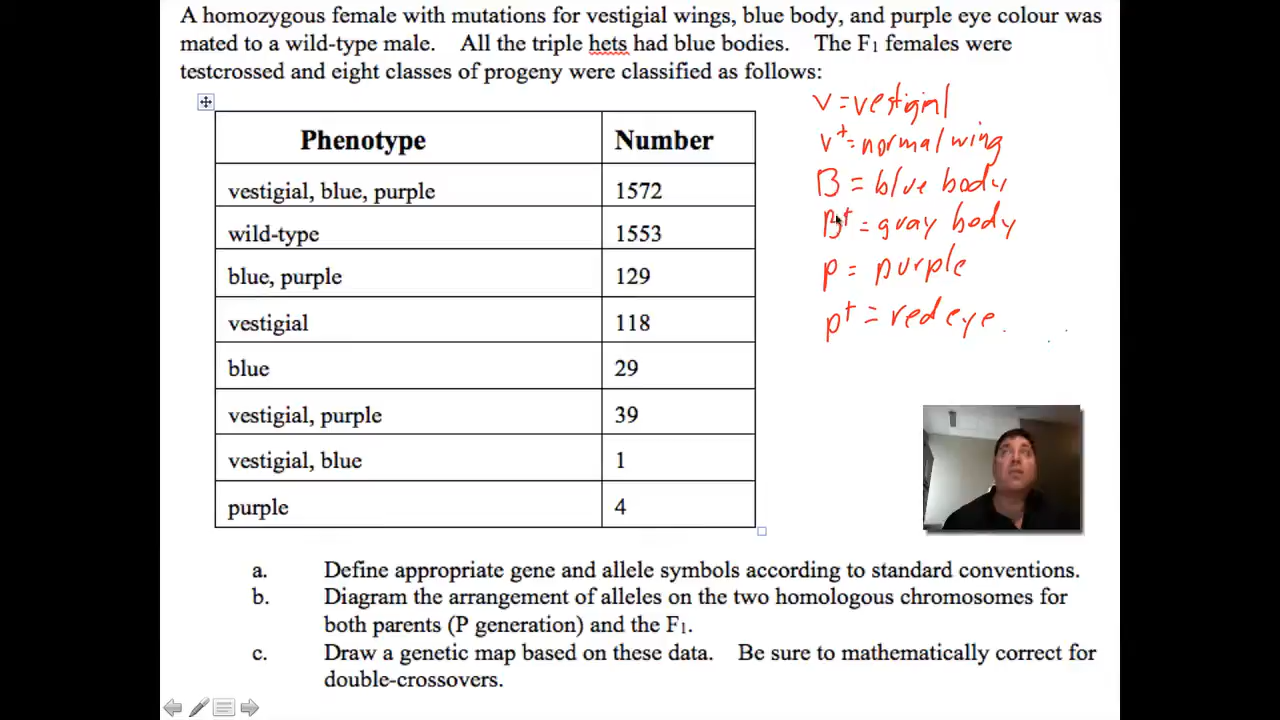 A homozygous female with mutations for vestigial wings, blue body, and purple eye colour was
mated to a wild-type male. All the triple hets had blue bodies. The F1 females were
testcrossed and eight classes of progeny were classified as follows:
Phenotype Number
vestigial, blue, purple 1572
wild-type 1553
blue, purple 129
vestigial 118
blue 29
vestigial, purple 39
vestigial, blue 1
purple 4
v = vestigial
v+ = normal wing
B = blue body
B+ = gray body
p = purple
p+ = red eye.
a. Define appropriate gene and allele symbols according to standard conventions.
b. Diagram the arrangement of alleles on the two homologous chromosomes for
both parents (P generation) and the F1.
c. Draw a genetic map based on these data. Be sure to mathematically correct for
double-crossovers.